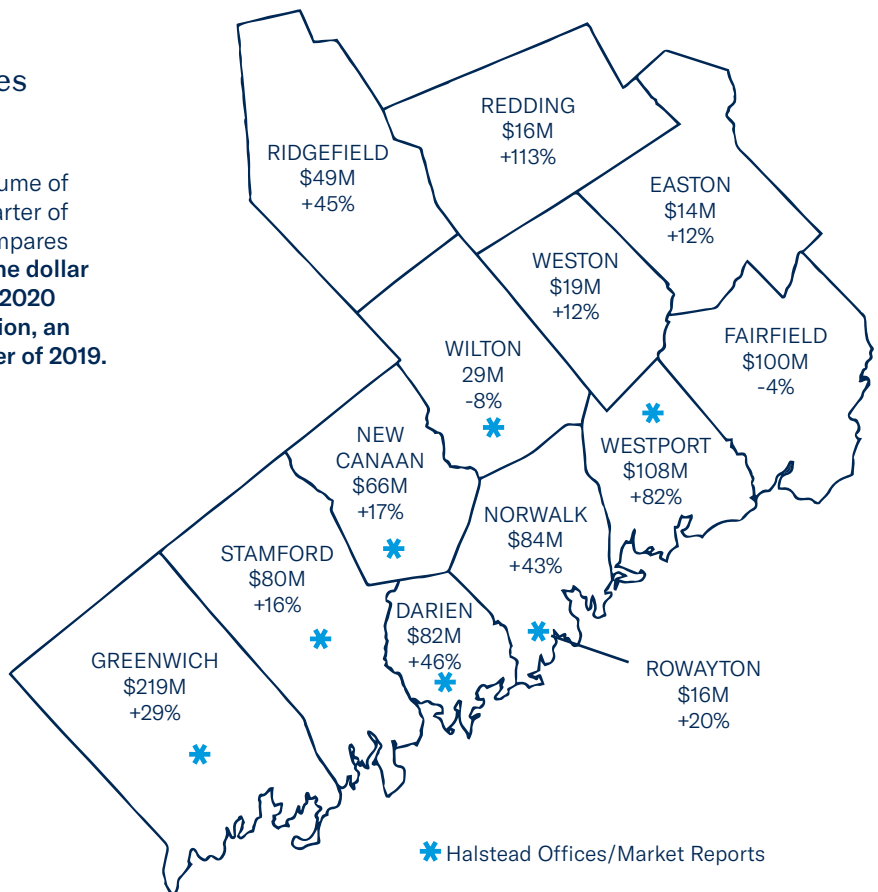 es
ume of
arter of
mpares
ne dollar
2020
ion, an
er of 2019.
REDDING
$16M
+113%
RIDGEFIELD
$49M
+45%
EASTON
$14M
+12%
WESTON
$19M
+12%
FAIRFIELD
$100M
-4%
WILTON
29M
-8%
NEW
CANAAN
$66M
+17%
WESTPORT
$108M
+82%
NORWALK
$84M
+43%
STAMFORD
$80M
+16%
DARIEN
$82M
+46%
GREENWICH
$219M
+29%
ROWAYTON
$16M
+20%
Halstead Offices/Market Reports